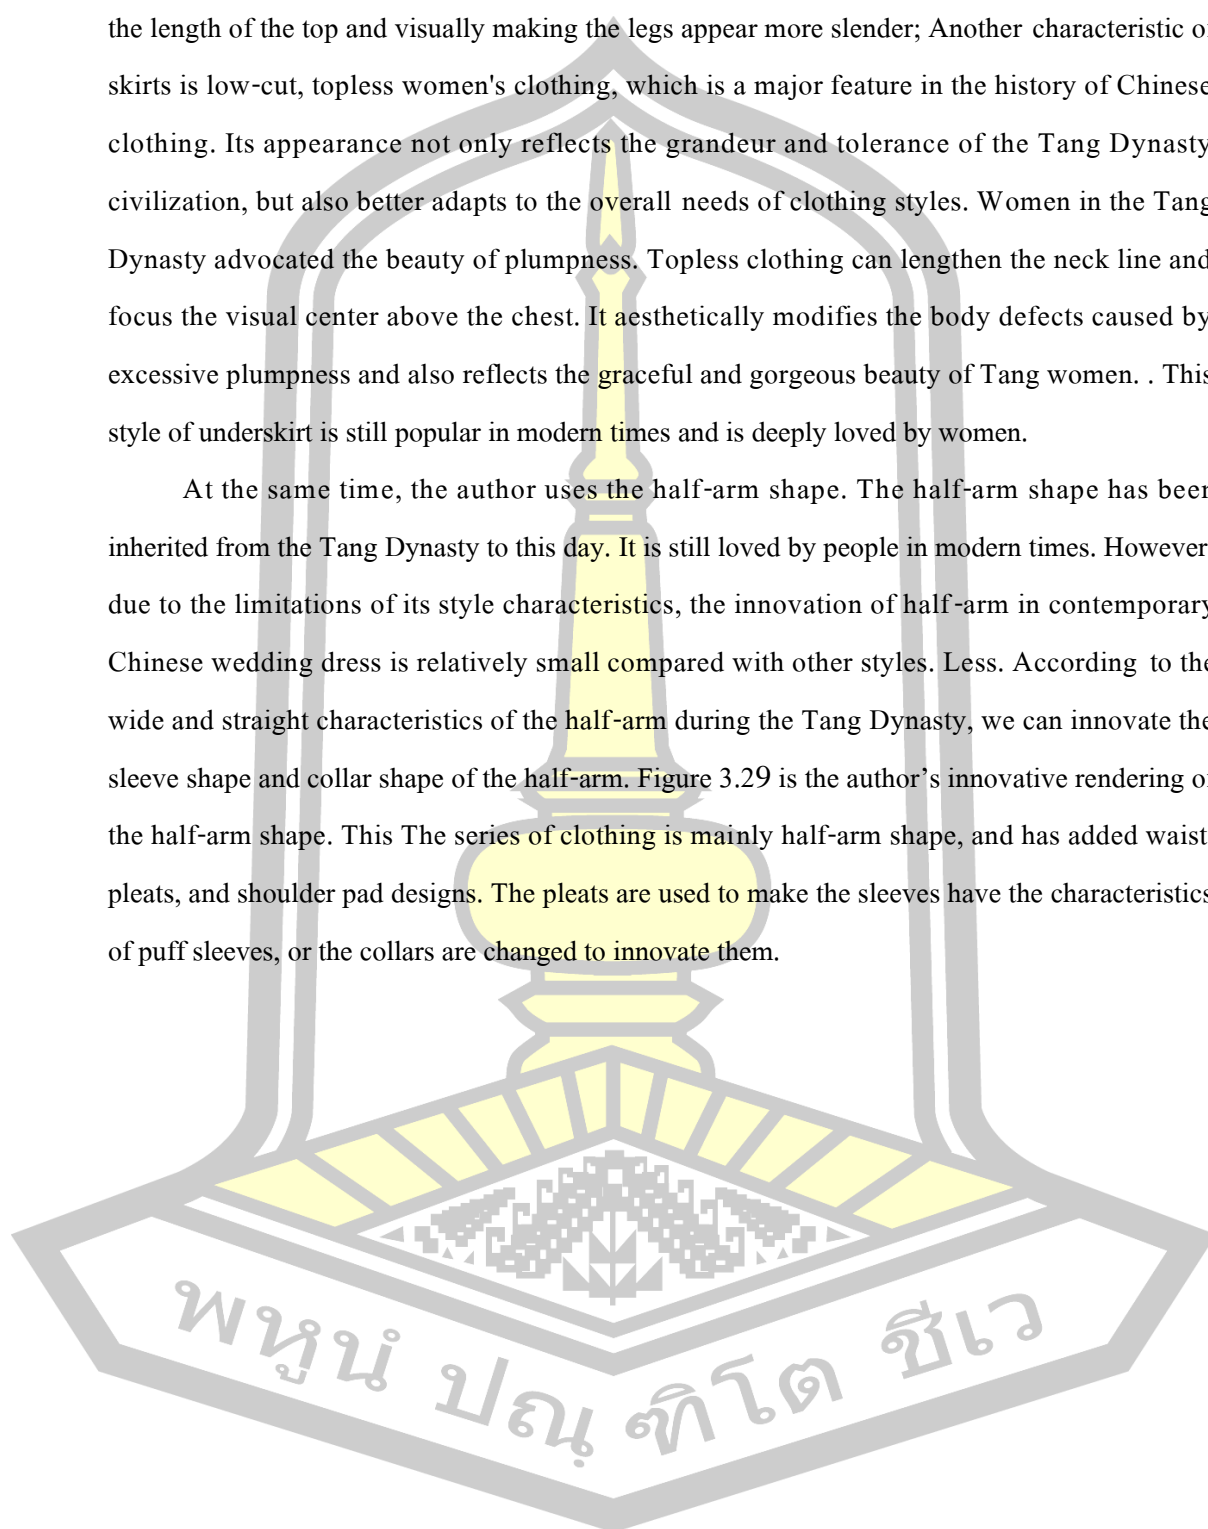 the length of the top and visually making the legs appear more slender; Another characteristic of
skirts is low-cut, topless women's clothing, which is a major feature in the history of Chinese
clothing. Its appearance not only reflects the grandeur and tolerance of the Tang Dynasty
civilization, but also better adapts to the overall needs of clothing styles. Women in the Tang
Dynasty advocated the beauty of plumpness. Topless clothing can lengthen the neck line and
focus the visual center above the chest. It aesthetically modifies the body defects caused by
excessive plumpness and also reflects the graceful and gorgeous beauty of Tang women. . This
style of underskirt is still popular in modern times and is deeply loved by women.
At the same time, the author uses the half-arm shape. The half-arm shape has been
inherited from the Tang Dynasty to this day. It is still loved by people in modern times. However
due to the limitations of its style characteristics, the innovation of half-arm in contemporary
Chinese wedding dress is relatively small compared with other styles. Less. According to the
wide and straight characteristics of the half-arm during the Tang Dynasty, we can innovate the
sleeve shape and collar shape of the half-arm. Figure 3.29 is the author’s innovative rendering of
the half-arm shape. This The series of clothing is mainly half-arm shape, and has added waist
pleats, and shoulder pad designs. The pleats are used to make the sleeves have the characteristics
of puff sleeves, or the collars are changed to innovate them.
พหูนํ ปณฺฑิโต ชีเว